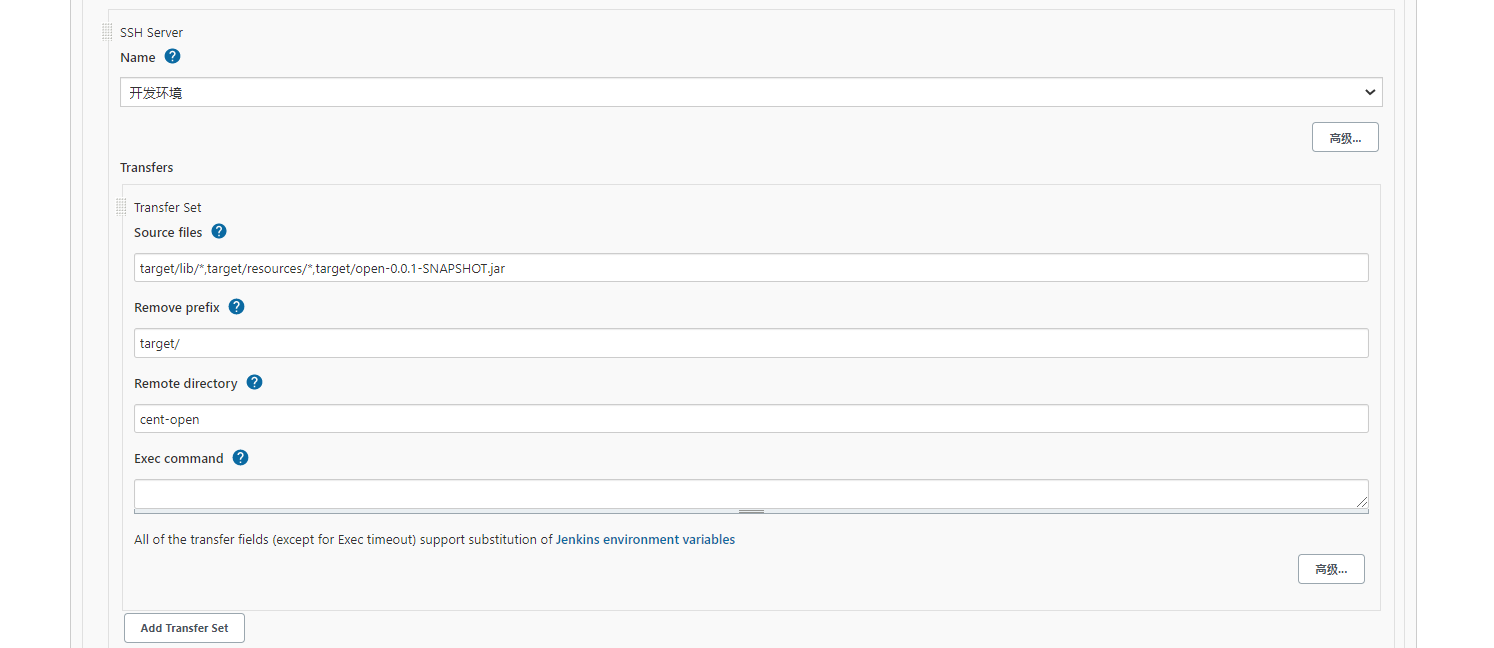 SSH Server
Name ?
开发环境
高级...
Transfers
Transfer Set
Source files ?
target/lib/*,target/resources/*,target/open-0.0.1-SNAPSHOT.jar
Remove prefix ?
target/
Remote directory ?
cent-open
Exec command ?
All of the transfer fields (except for Exec timeout) support substitution of Jenkins environment variables
高级...
Add Transfer Set